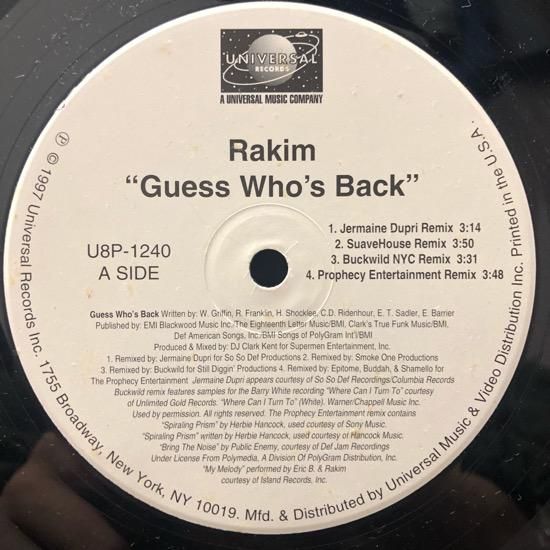 UNIVERSAL
RECORDS
A UNIVERSAL MUSIC COMPANY
Rakim
"Guess Who's Back"
U8P-1240
A SIDE
1. Jermaine Dupri Remix 3:14
2. SuaveHouse Remix 3:50
3. Buckwild NYC Remix 3:31
4. Prophecy Entertainment Remix 3:48
Guess Who's Back Written by: W. Griffin, R. Franklin, H. Shocklee, C.D. Ridenhour, E. T. Sadler, E. Barrier
Published by: EMI Blackwood Music Inc./The Eighteenth Letter Music/BMI, Clark's True Funk Music/BMI,
Def American Songs, Inc./BMI Songs of PolyGram Int'l/BMI
Produced & Mixed by: DJ Clark Kent for Supermen Entertainment, Inc.
1. Remixed by: Jermaine Dupri for So So Def Productions 2. Remixed by: Smoke One Productions
3. Remixed by: Buckwild for Still Diggin' Productions 4. Remixed by: Epitome, Buddah, & Shamello for
The Prophecy Entertainment Jermaine Dupri appears courtesy of So So Def Recordings/Columbia Records
Buckwild remix features samples for the Barry White recording "Where Can I Turn To" courtesy
of Unlimited Gold Records. "Where Can I Turn To" (White). Warner/Chappell Music Inc.
Used by permission. All rights reserved. The Prophecy Entertainment remix contains
"Spiraling Prism" by Herbie Hancock, used courtesy of Sony Music.
"Spiraling Prism" written by Herbie Hancock, used courtesy of Hancock Music.
"Bring The Noise" by Public Enemy, courtesy of Def Jam Recordings
Under License From Polymedia, A Division Of PolyGram Distribution, Inc.
"My Melody" performed by Eric B. & Rakim
courtesy of Island Records, Inc.
℗ © 1997 Universal Records Inc. 1755 Broadway, New York, NY 10019. Mfd. & Distributed by Universal Music & Video Distribution Inc. Printed in the U.S.A.